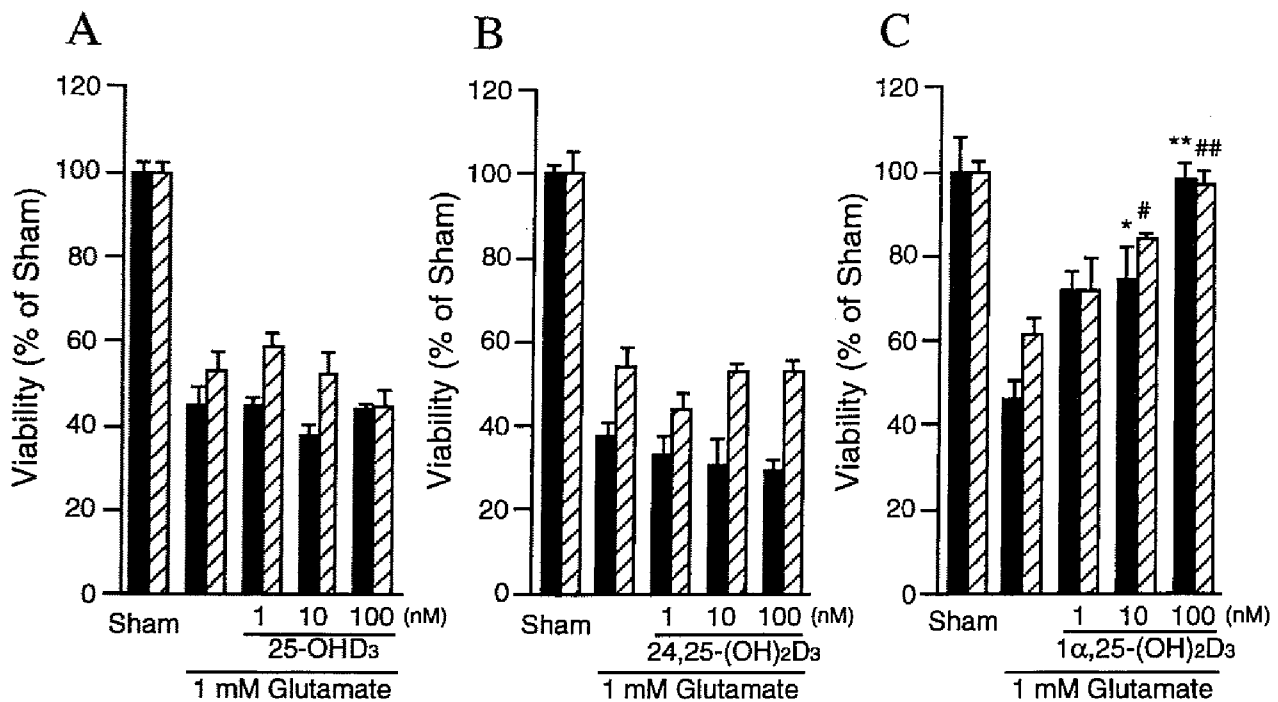 A
Viability (% of Sham)
120
100
80
60
40
20
0
Sham
1 10 100 (nM)
25-OHD3
1 mM Glutamate
B
Viability (% of Sham)
120
100
80
60
40
20
0
Sham
1 10 100 (nM)
24,25-(OH)2D3
1 mM Glutamate
C
Viability (% of Sham)
120
100
80
60
40
20
0
* # ** ##
Sham
1 10 100 (nM)
1α,25-(OH)2D3
1 mM Glutamate